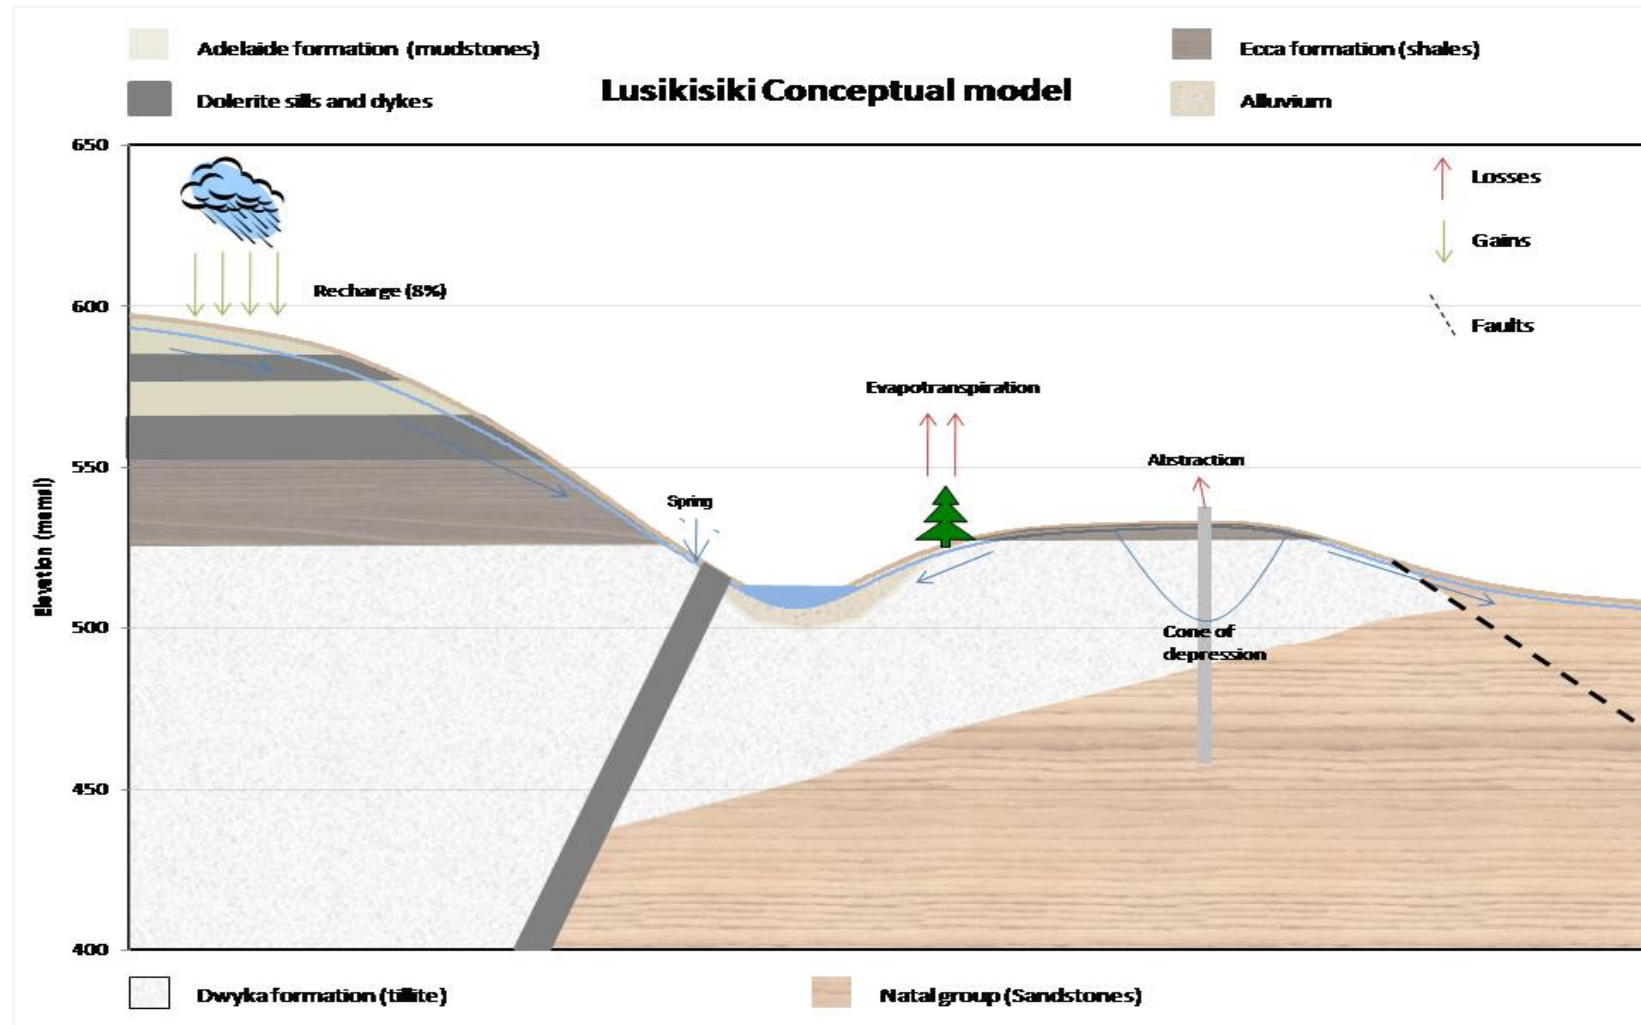 Adelaide formation (mudstones)
Ecca formation (shales)
Dolerite sills and dykes
Lusikisiki Conceptual model
Alluvium
650
Losses
Gains
Recharge (8%)
600
Faults
Evapotranspiration
Abstraction
550
Spring
Elevation (mamsl)
500
Cone of
depression
450
400
Dwyka formation (tillite)
Natal group (Sandstones)